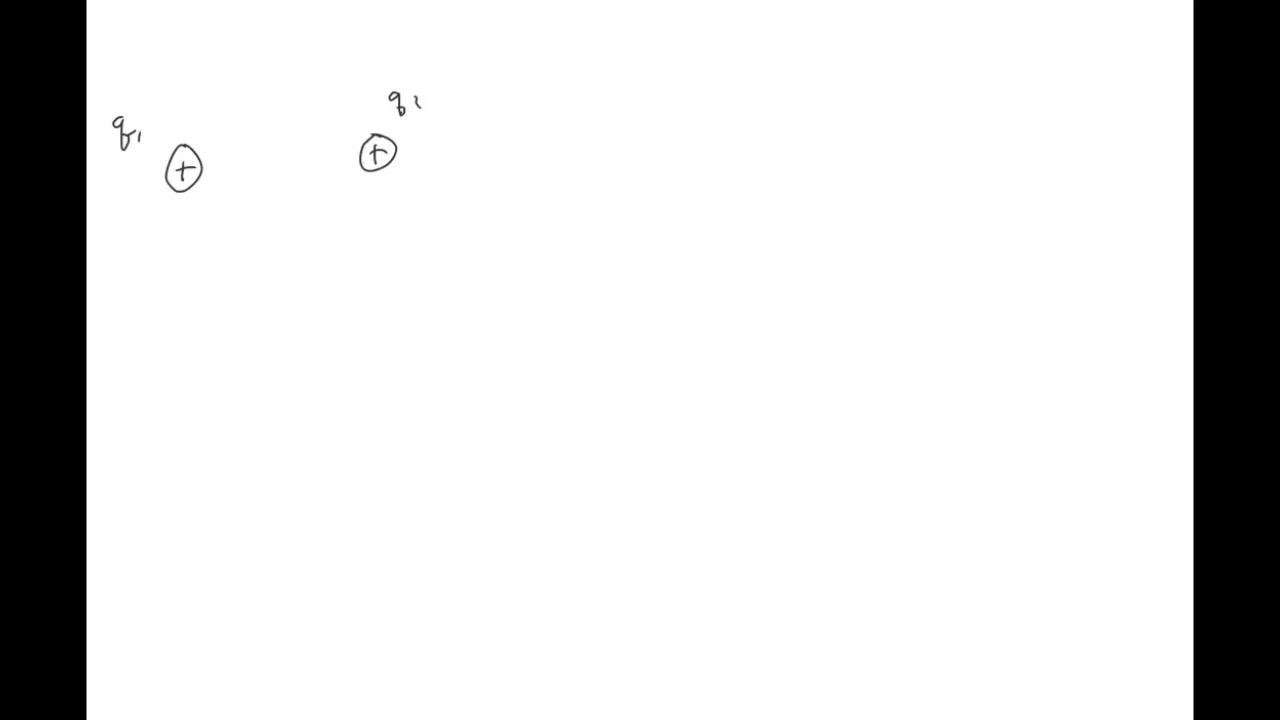 q₁ q₂
+ +